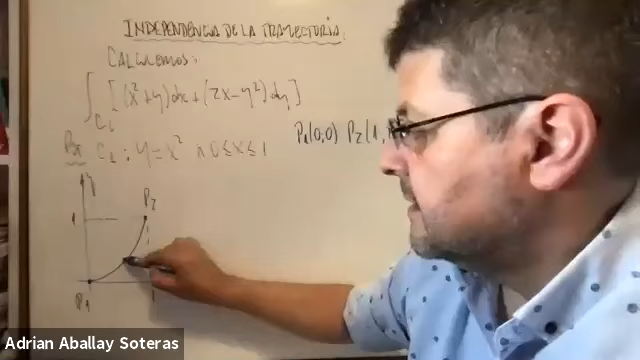 INDEPENDENCIA DE LA TRAYECTORIA.
CALCULEMOS:
∫ [(x²+y)dx+(2x-y²)dy]
C₁
Por C₁: y=x² ∧ 0≤x≤1 P₁(0,0) P₂(1,
y
1 P₂
P₁ 1
Adrian Aballay Soteras